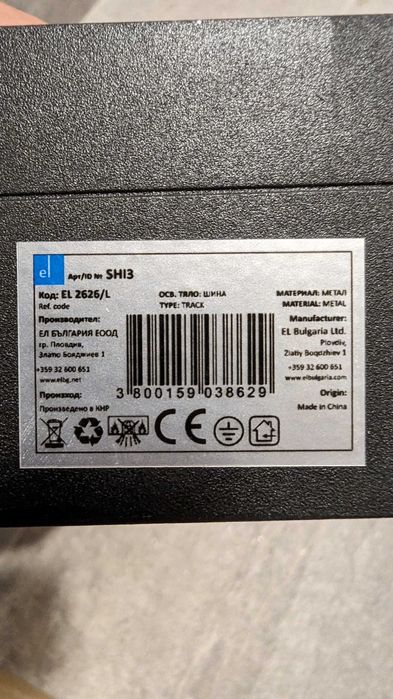 el Арт/ID № SHI3
Код: EL 2626/L
Ref. code
ОСВ. ТЯЛО: ШИНА
TYPE: TRACK
МАТЕРИАЛ: МЕТАЛ
MATERIAL: METAL
Производител:
ЕЛ БЪЛГАРИЯ ЕООД
гр. Пловдив,
Злато Бояджиев 1
+359 32 600 651
www.elbg.net
Manufacturer:
EL Bulgaria Ltd.
Plovdiv,
Zlatiy Boqdzhiev 1
+359 32 600 651
www.elbulgaria.com
3 800159 038629
Произход:
Произведено в КНР
Origin:
Made in China
CE